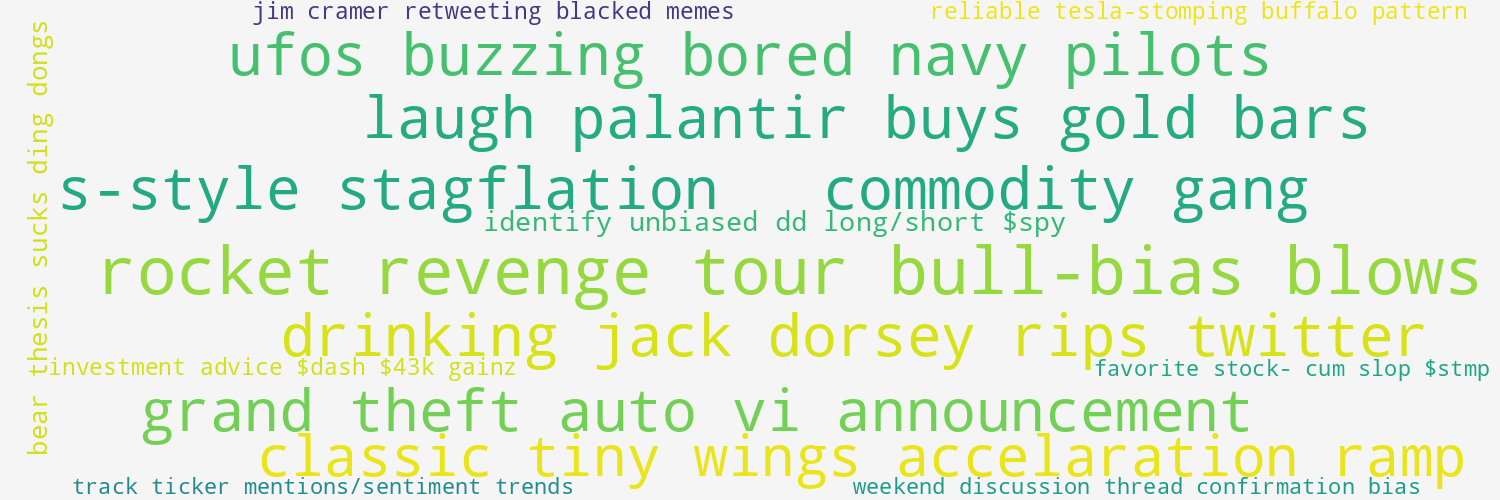 jim cramer retweeting blacked memes
reliable tesla-stomping buffalo pattern
ufos buzzing bored navy pilots
laugh palantir buys gold bars
s-style stagflation
commodity gang
identify unbiased dd long/short $spy
rocket revenge tour bull-bias blows
drinking jack dorsey rips twitter
investment advice $dash $43k gainz
favorite stock- cum slop $stmp
grand theft auto vi announcement
classic tiny wings accelaration ramp
track ticker mentions/sentiment trends
weekend discussion thread confirmation bias
bear thesis sucks ding dongs